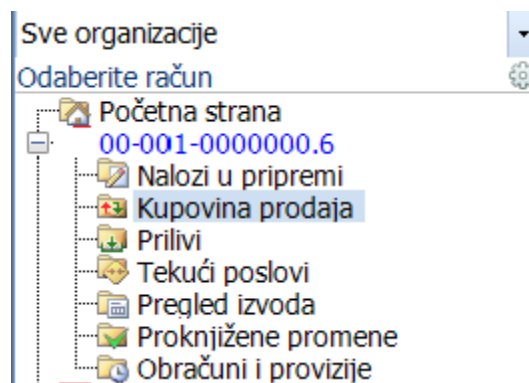 Sve organizacije
Odaberite račun
Početna strana
00-001-0000000.6
Nalozi u pripremi
Kupovina prodaja
Prilivi
Tekući poslovi
Pregled izvoda
Proknjižene promene
Obračuni i provizije